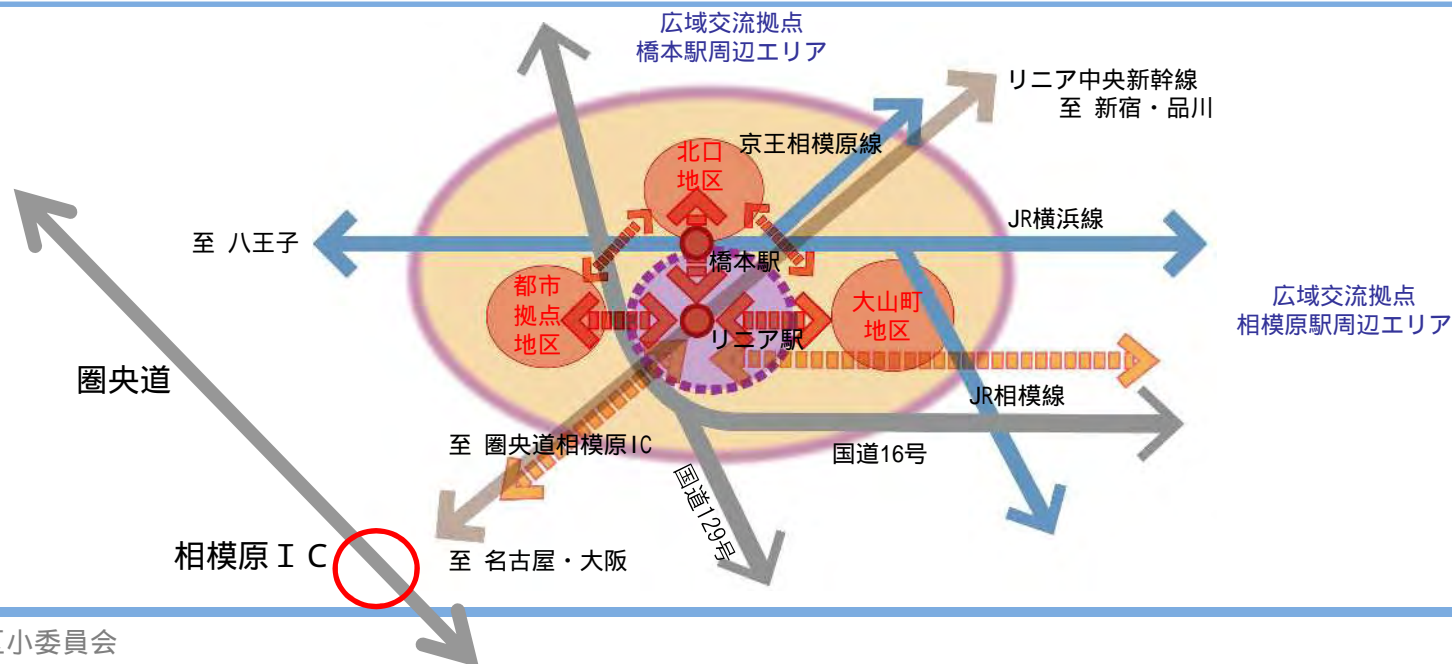 広域交流拠点
橋本駅周辺エリア
リニア中央新幹線
至 新宿・品川
京王相模原線
北口
地区
JR横浜線
至 八王子
橋本駅
都市
拠点
地区
大山町
地区
広域交流拠点
相模原駅周辺エリア
リニア駅
圏央道
JR相模線
至 圏央道相模原IC
国道16号
国道129号
相模原ＩＣ
至 名古屋・大阪
小委員会